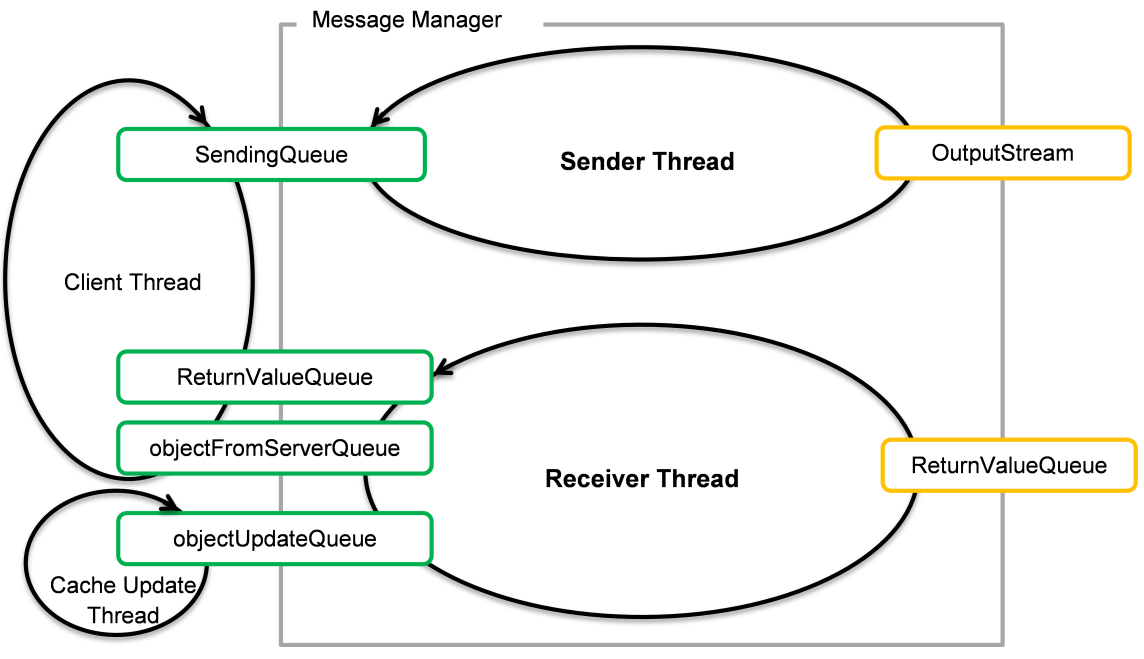 Message Manager
SendingQueue
Sender Thread
OutputStream
Client Thread
ReturnValueQueue
objectFromServerQueue
Receiver Thread
ReturnValueQueue
objectUpdateQueue
Cache Update
Thread